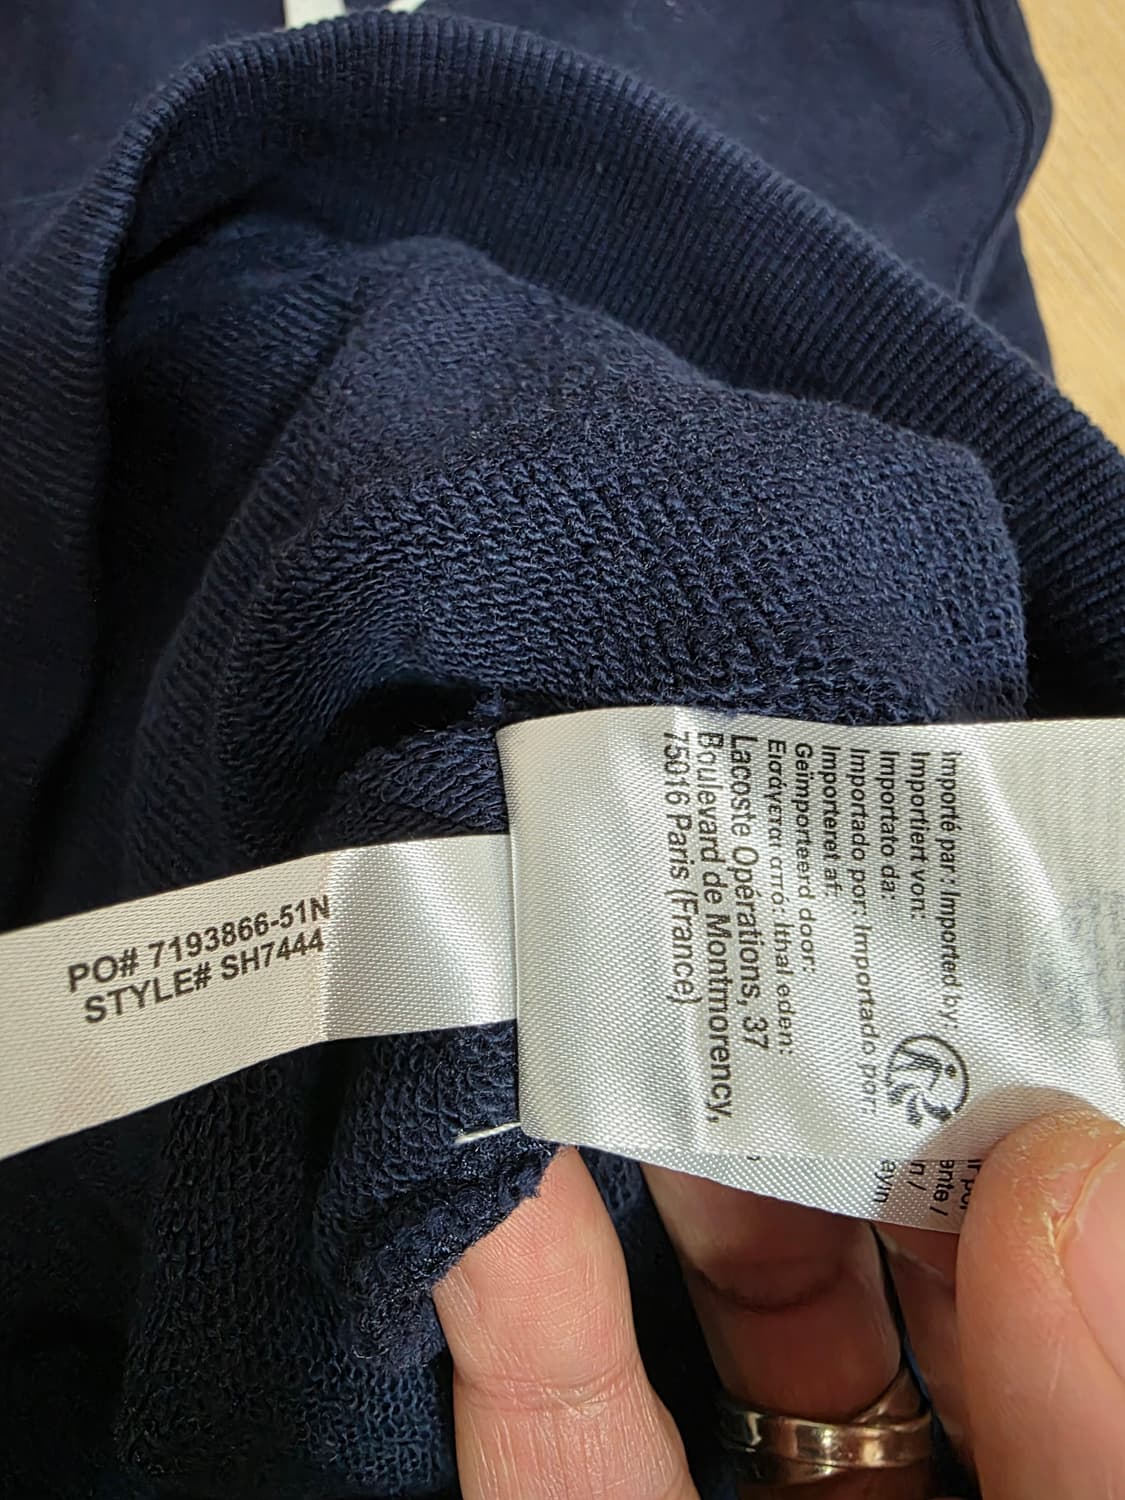 PO# 7193866-51N
STYLE# SH7444
Importé par: Imported by:
Importiert von:
Importato da:
Importado por: Importado por:
Importeret af:
Geïmporteerd door:
Εισάγεται από: İthal eden:
Lacoste Opérations, 37
Boulevard de Montmorency,
75016 Paris (France)